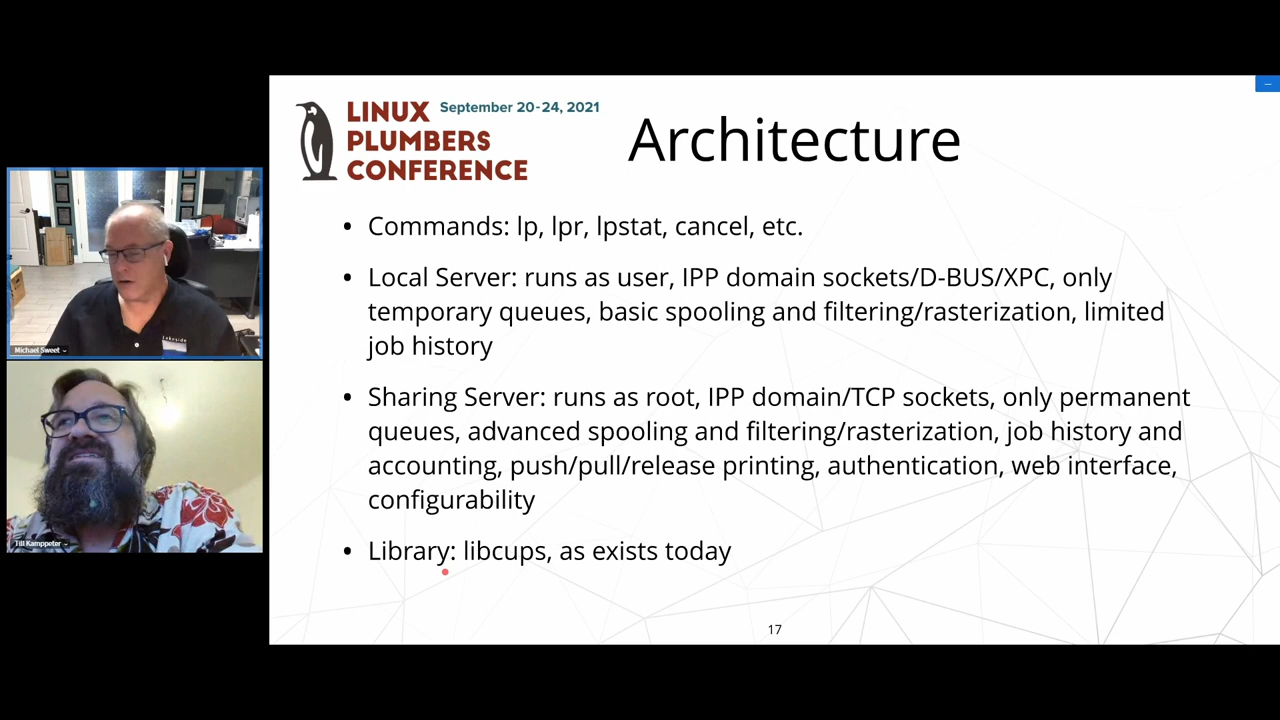 LINUX September 20-24, 2021
PLUMBERS
CONFERENCE
Architecture
• Commands: lp, lpr, lpstat, cancel, etc.
• Local Server: runs as user, IPP domain sockets/D-BUS/XPC, only
temporary queues, basic spooling and filtering/rasterization, limited
job history
• Sharing Server: runs as root, IPP domain/TCP sockets, only permanent
queues, advanced spooling and filtering/rasterization, job history and
accounting, push/pull/release printing, authentication, web interface,
configurability
• Library: libcups, as exists today
17
Lakeside
Michael Sweet
Till Kamppeter